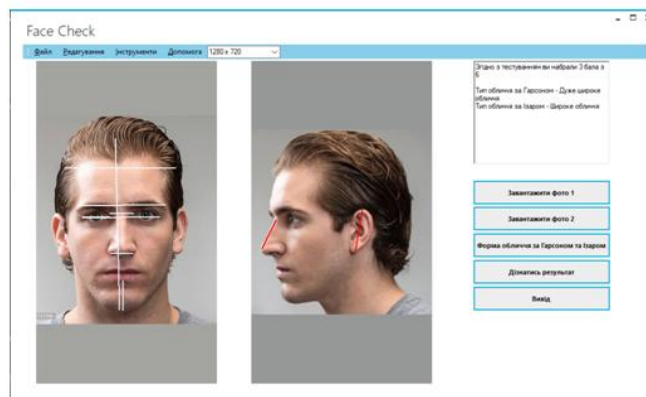 Face Check
Файл Редагування Інструменти Допомога 1280 x 720
Згідно з тестуванням ви набрали 3 бала з
6
Тип обличчя за Гарсоном - Дуже широке
обличчя
Тип обличчя за Ізаром - Широке обличчя
Завантажити фото 1
Завантажити фото 2
Форма обличчя за Гарсоном та Ізаром
Дізнатись результат
Вихід